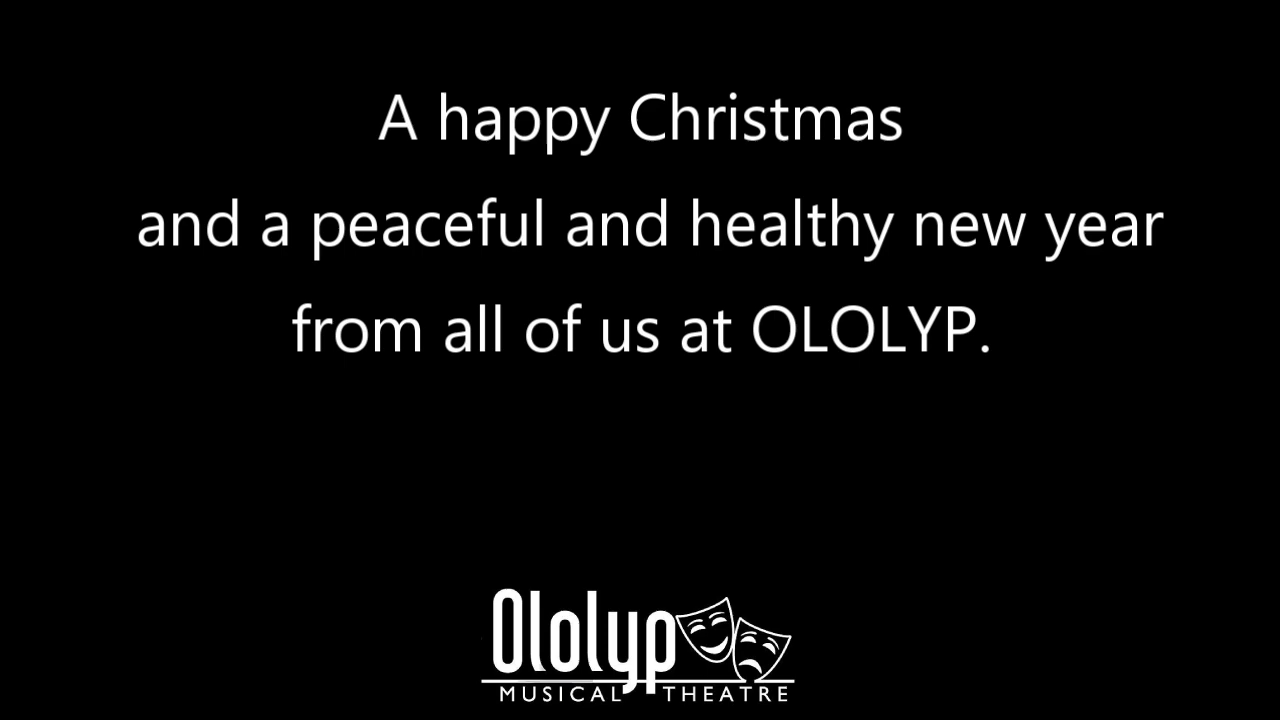 A happy Christmas
and a peaceful and healthy new year
from all of us at OLOLYP.
Ololyp
MUSICAL THEATRE